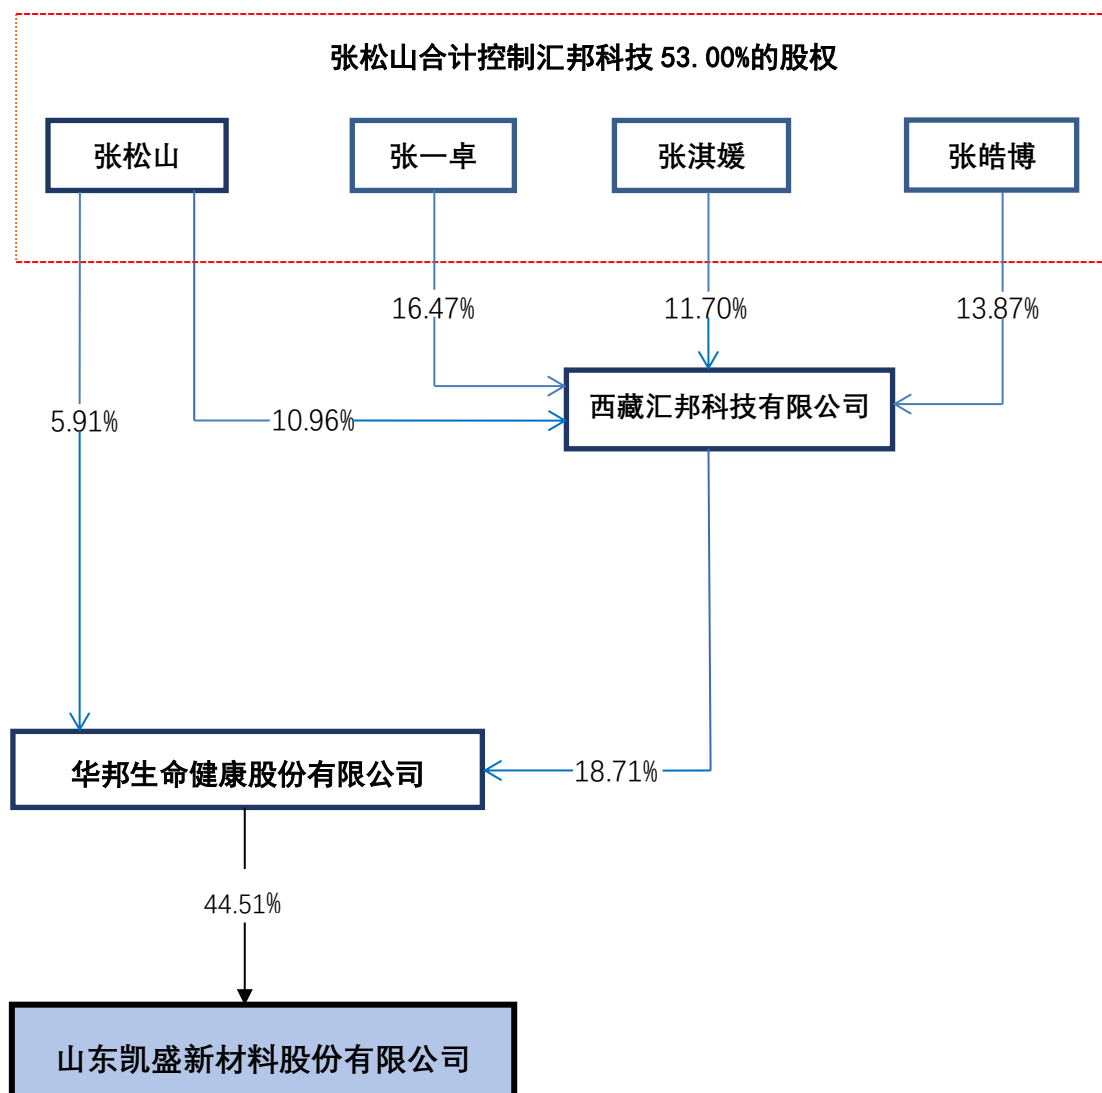 张松山合计控制汇邦科技 53.00%的股权
张松山
张一卓
张淇媛
张皓博
16.47%
11.70%
13.87%
西藏汇邦科技有限公司
5.91%
10.96%
华邦生命健康股份有限公司
18.71%
44.51%
山东凯盛新材料股份有限公司